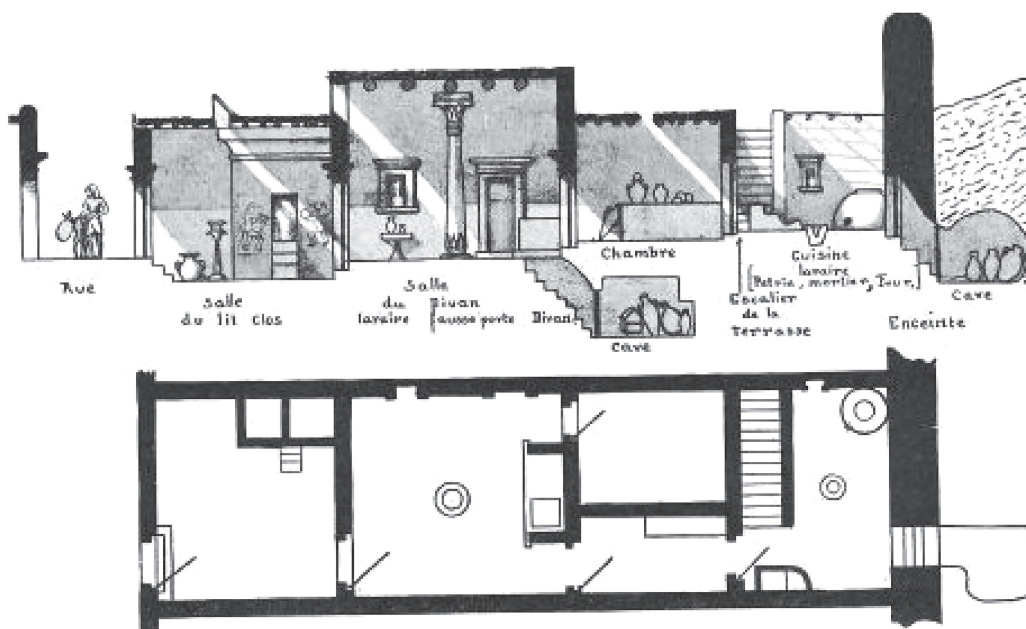 Rue
Salle
du lit clos
Salle
du
laraire
Divan
ausse porte
Divan
Cave
Chambre
Escalier
de la
terrasse
Cuisine
laraire
Enceinte
Cave